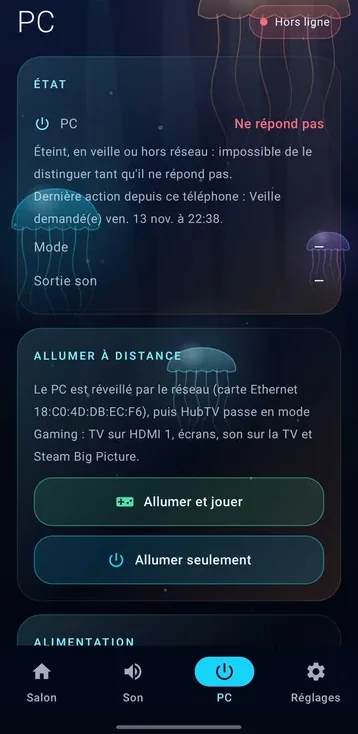 PC
Hors ligne
ÉTAT
PC
Ne répond pas
Éteint, en veille ou hors réseau : impossible de le
distinguer tant qu'il ne répond pas.
Dernière action depuis ce téléphone : Veille
demandé(e) ven. 13 nov. à 22:38.
Mode –
Sortie son –
ALLUMER À DISTANCE
Le PC est réveillé par le réseau (carte Ethernet
18:C0:4D:DB:EC:F6), puis HubTV passe en mode
Gaming : TV sur HDMI 1, écrans, son sur la TV et
Steam Big Picture.
Allumer et jouer
Allumer seulement
ALIMENTATION
Salon
Son
PC
Réglages